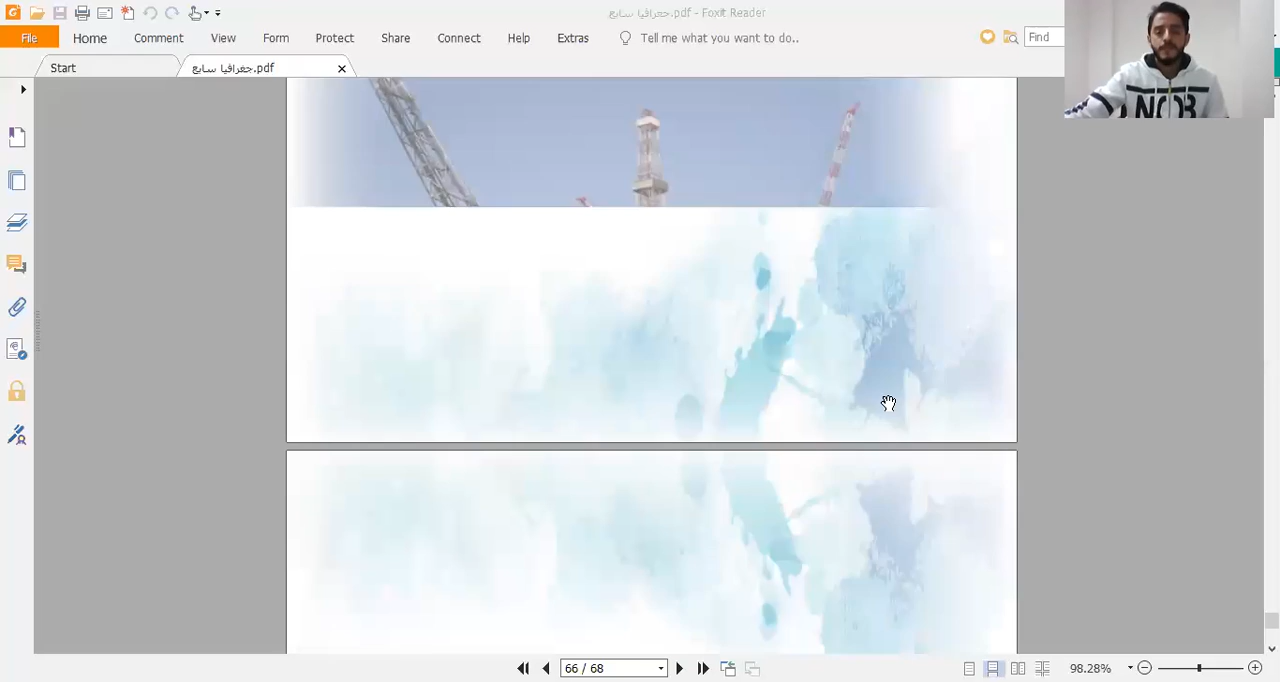 جغرافيا سابع.pdf - Foxit Reader
File Home Comment View Form Protect Share Connect Help Extras Tell me what you want to do.. Find
Start جغرافيا سابع.pdf
66 / 68
98.28%